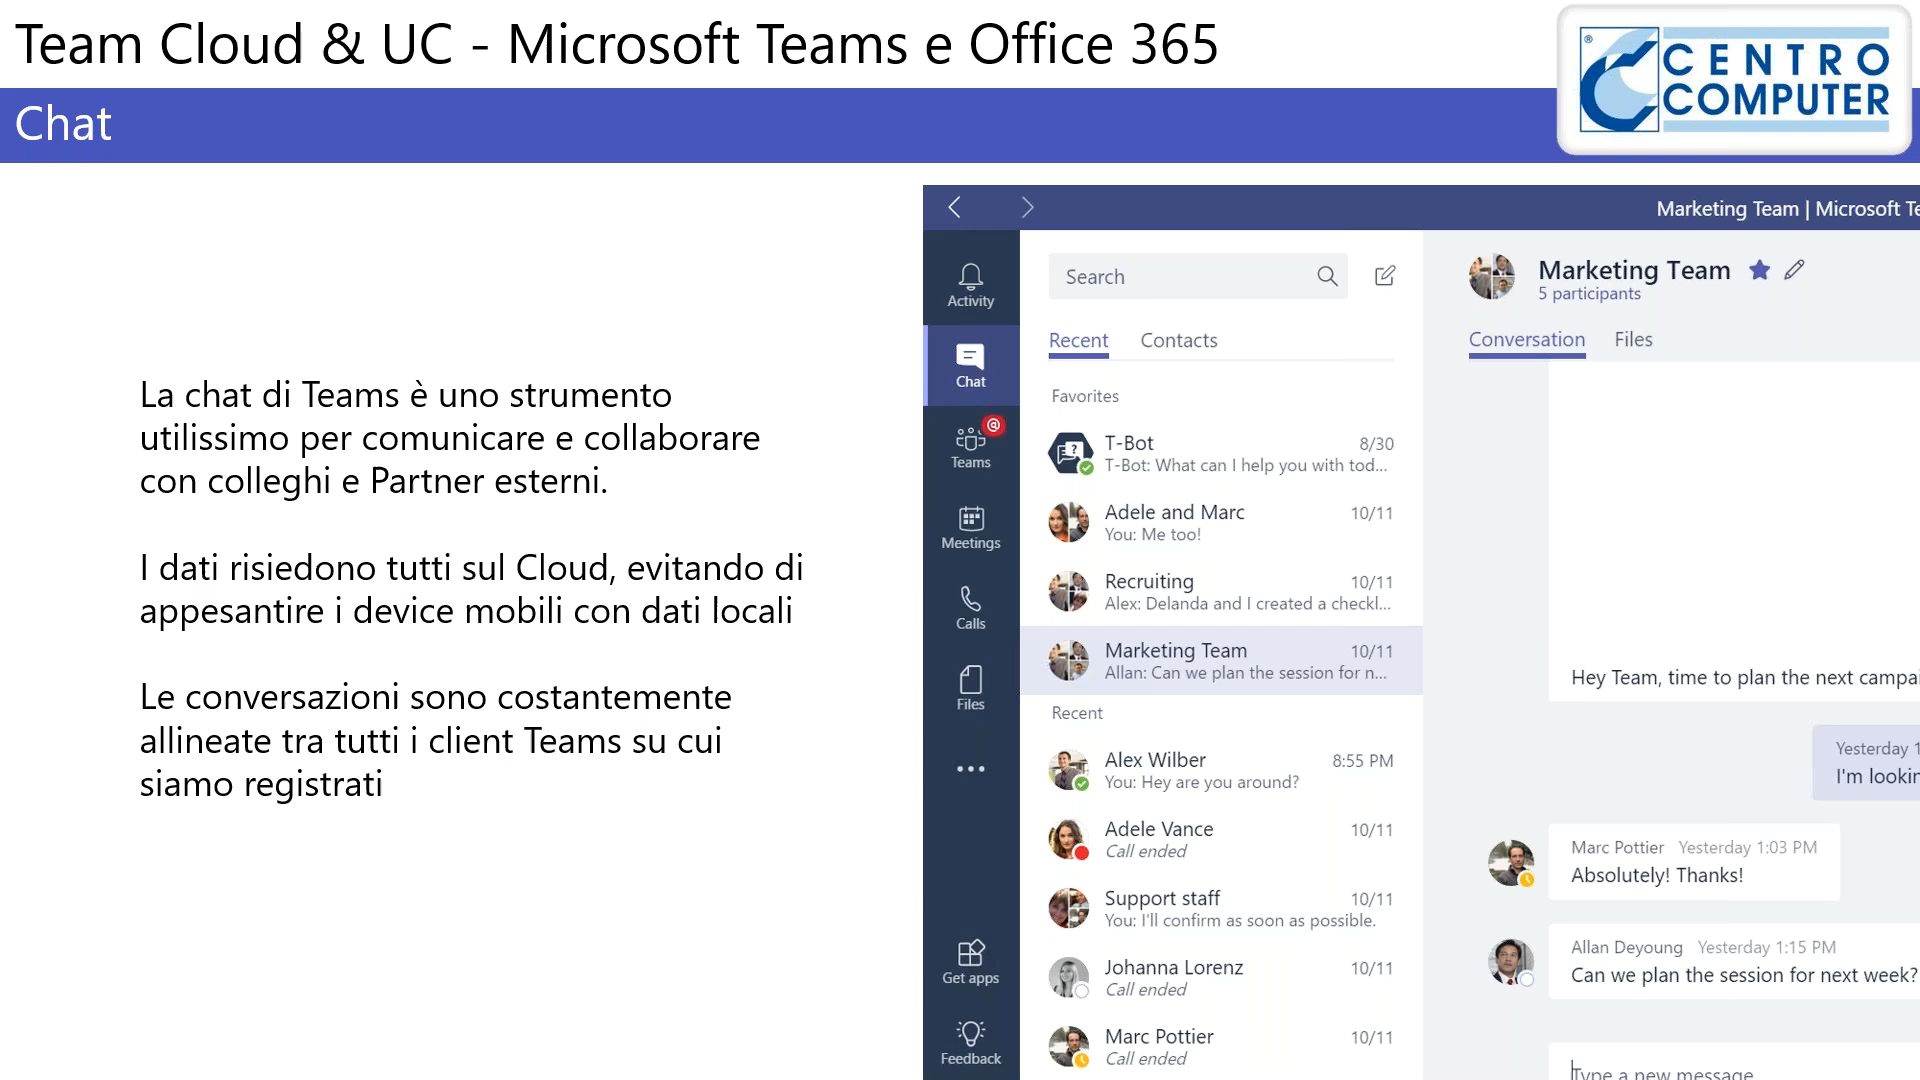 Team Cloud & UC - Microsoft Teams e Office 365
Chat
® CENTRO
COMPUTER
La chat di Teams è uno strumento
utilissimo per comunicare e collaborare
con colleghi e Partner esterni.
I dati risiedono tutti sul Cloud, evitando di
appesantire i device mobili con dati locali
Le conversazioni sono costantemente
allineate tra tutti i client Teams su cui
siamo registrati
Marketing Team | Microsoft Te
Activity
Chat
@
Teams
Meetings
Calls
Files
Get apps
Feedback
Search
Recent Contacts
Favorites
T-Bot 8/30
T-Bot: What can I help you with tod...
Adele and Marc 10/11
You: Me too!
Recruiting 10/11
Alex: Delanda and I created a checkl...
Marketing Team 10/11
Allan: Can we plan the session for n...
Recent
Alex Wilber 8:55 PM
You: Hey are you around?
Adele Vance 10/11
Call ended
Support staff 10/11
You: I'll confirm as soon as possible.
Johanna Lorenz 10/11
Call ended
Marc Pottier 10/11
Call ended
Marketing Team
5 participants
Conversation Files
Hey Team, time to plan the next campai
Yesterday 1
I'm lookin
Marc Pottier Yesterday 1:03 PM
Absolutely! Thanks!
Allan Deyoung Yesterday 1:15 PM
Can we plan the session for next week?
Type a new message